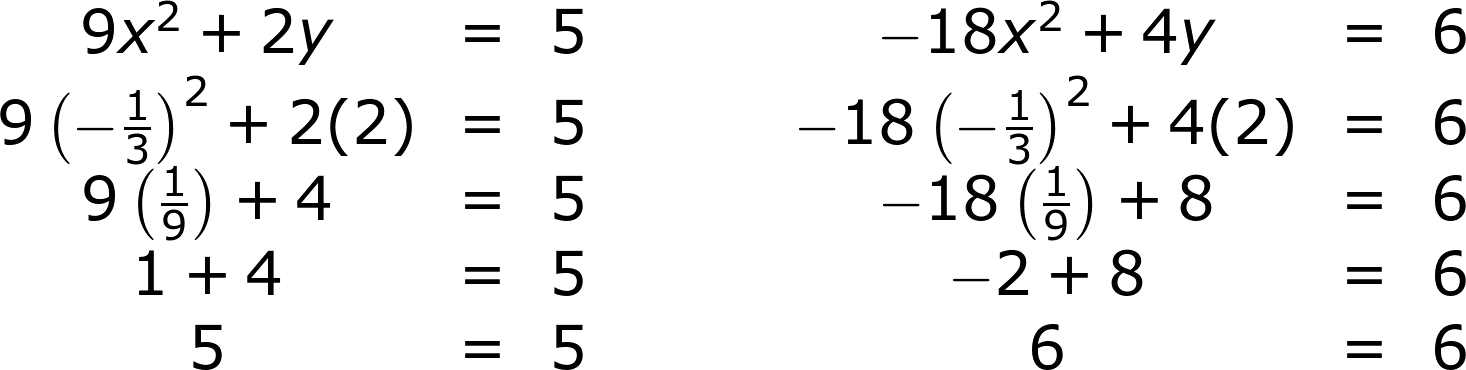 9x² + 2y = 5 −18x² + 4y = 6
9(−1/3)² + 2(2) = 5 −18(−1/3)² + 4(2) = 6
9(1/9) + 4 = 5 −18(1/9) + 8 = 6
1 + 4 = 5 −2 + 8 = 6
5 = 5 6 = 6